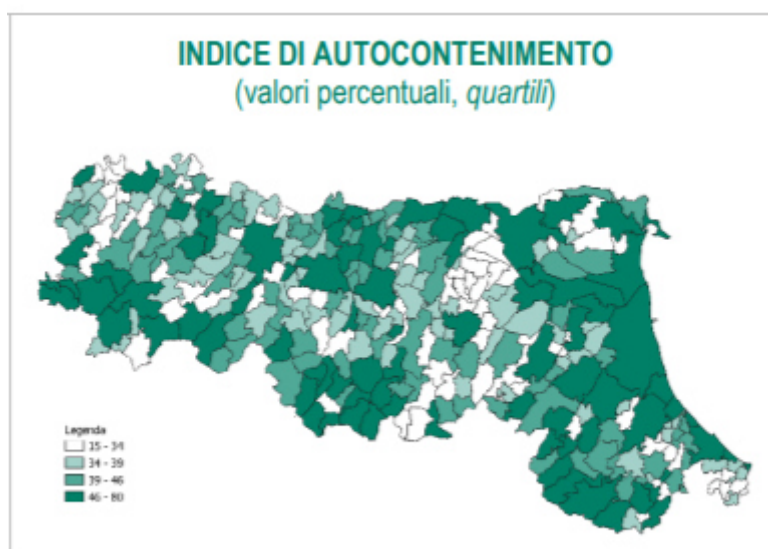 INDICE DI AUTOCONTENIMENTO
(valori percentuali, quartili)
Legenda
15 - 34
34 - 39
39 - 46
46 - 80